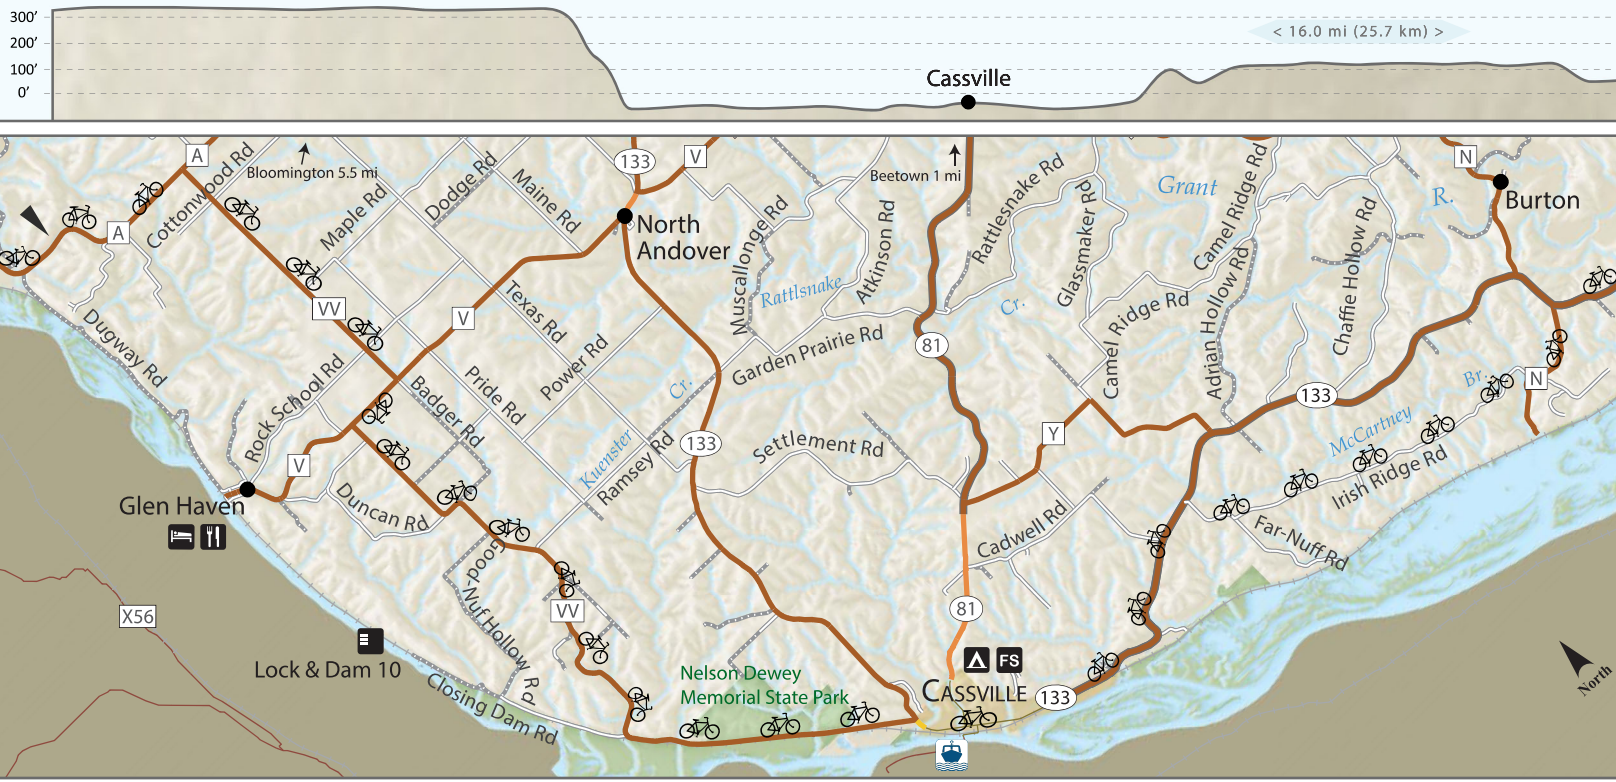 300'
200'
100'
0'
< 16.0 mi (25.7 km) >
Cassville
A
Bloomington 5.5 mi
133
V
Beetown 1 mi
N
Burton
Grant
R.
Cottonwood Rd
Maple Rd
Dodge Rd
Maine Rd
North
Andover
Muscallonge Rd
Rattlsnake
Atkinson Rd
Rattlesnake Rd
Cr.
Glassmaker Rd
Camel Ridge Rd
Camel Ridge Rd
Adrian Hollow Rd
Chaffie Hollow Rd
A
VV
V
Texas Rd
Power Rd
Garden Prairie Rd
81
Dugway Rd
Rock School Rd
Badger Rd
Pride Rd
Cr.
Kuenster
Ramsey Rd
133
Settlement Rd
Y
133
N
Br.
McCartney
Irish Ridge Rd
Far-Nuff Rd
V
Glen Haven
Duncan Rd
Cadwell Rd
Good-
-Nuf Hollow Rd
VV
81
X56
Lock & Dam 10
Closing Dam Rd
Nelson Dewey
Memorial State Park
FS
CASSVILLE
133
North